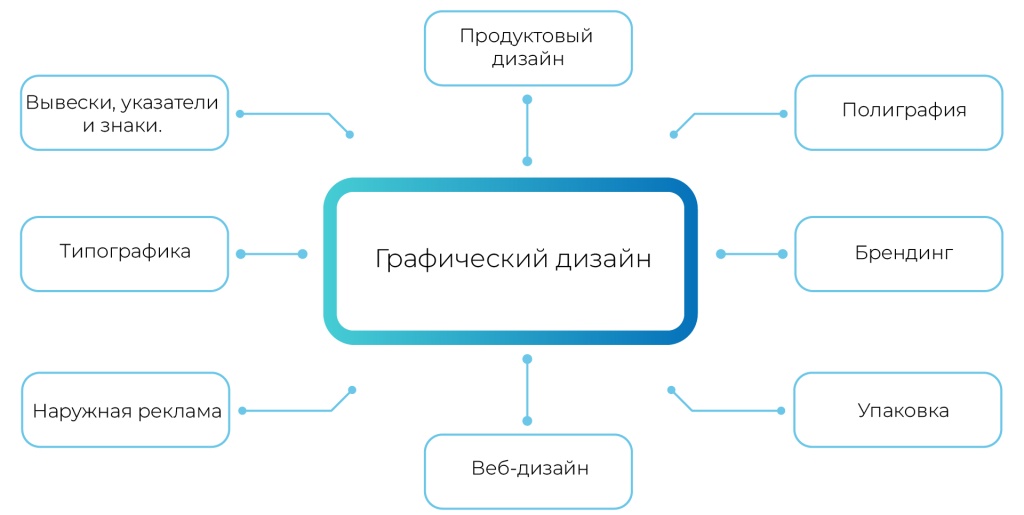 Продуктовый
дизайн
Вывески, указатели
и знаки.
Полиграфия
Типографика
Графический дизайн
Брендинг
Наружная реклама
Упаковка
Веб-дизайн